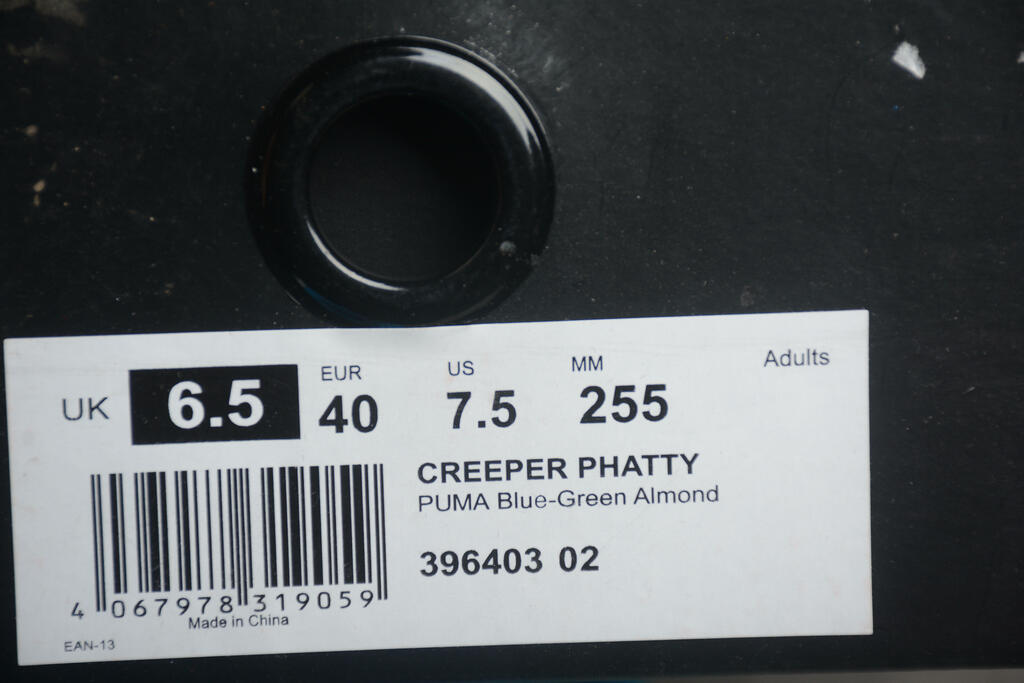 UK 6.5 EUR 40 US 7.5 MM 255 Adults
CREEPER PHATTY
PUMA Blue-Green Almond
396403 02
4 067978 319059
Made in China
EAN-13